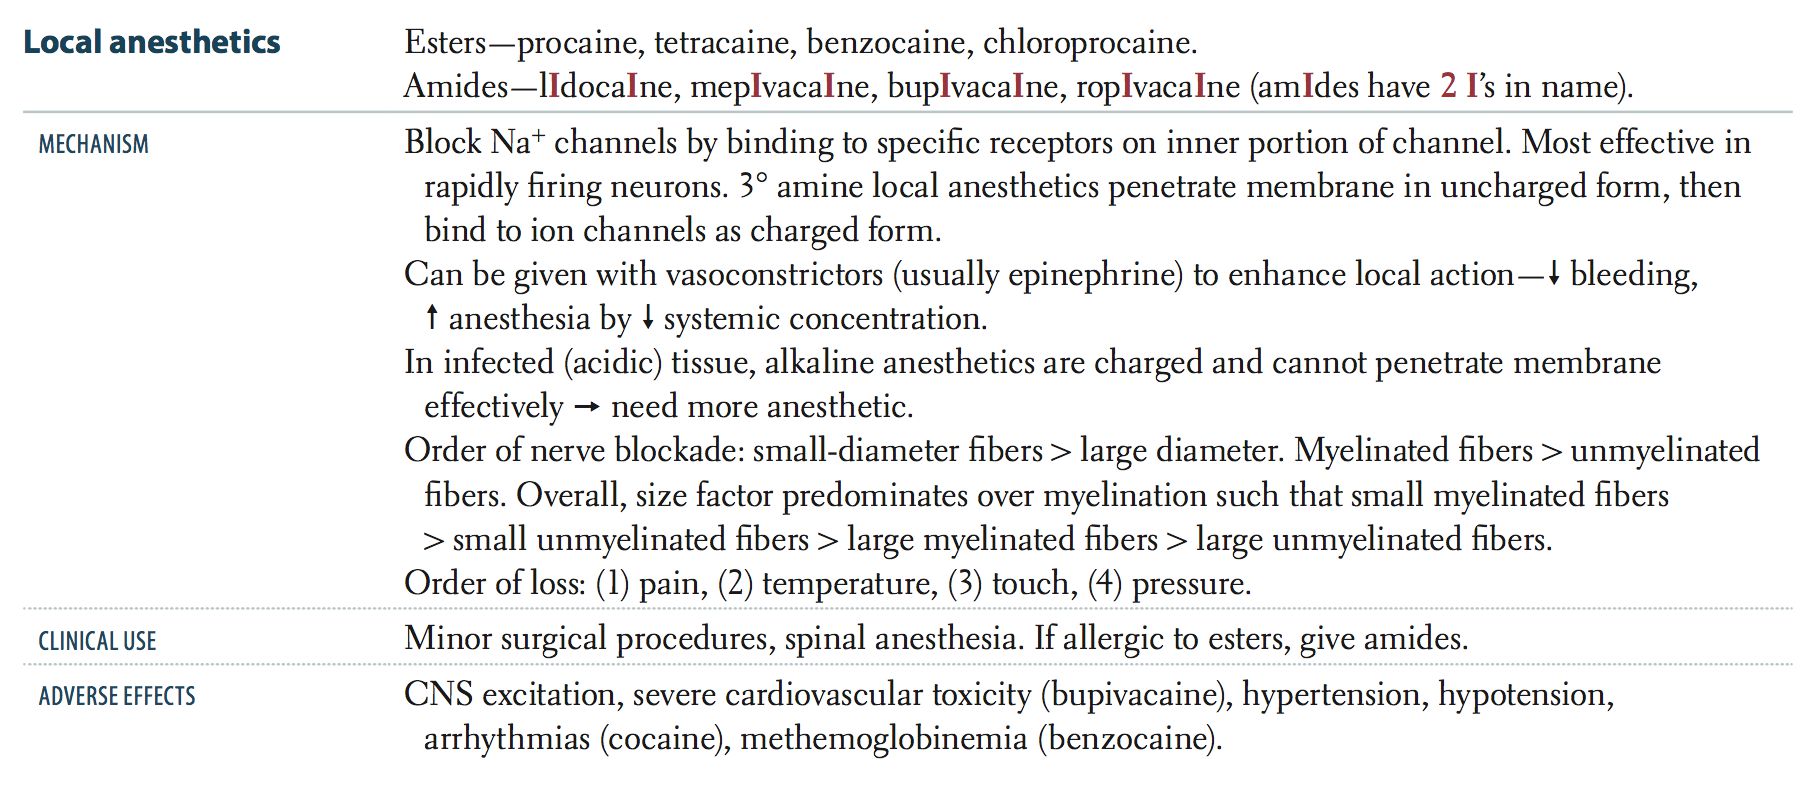 Local anesthetics
Esters—procaine, tetracaine, benzocaine, chloroprocaine.
Amides—lIdocaIne, mepIvacaIne, bupIvacaIne, ropIvacaIne (amIdes have 2 I's in name).
MECHANISM
Block Na⁺ channels by binding to specific receptors on inner portion of channel. Most effective in
rapidly firing neurons. 3° amine local anesthetics penetrate membrane in uncharged form, then
bind to ion channels as charged form.
Can be given with vasoconstrictors (usually epinephrine) to enhance local action—↓ bleeding,
↑ anesthesia by ↓ systemic concentration.
In infected (acidic) tissue, alkaline anesthetics are charged and cannot penetrate membrane
effectively → need more anesthetic.
Order of nerve blockade: small-diameter fibers > large diameter. Myelinated fibers > unmyelinated
fibers. Overall, size factor predominates over myelination such that small myelinated fibers
> small unmyelinated fibers > large myelinated fibers > large unmyelinated fibers.
Order of loss: (1) pain, (2) temperature, (3) touch, (4) pressure.
CLINICAL USE
Minor surgical procedures, spinal anesthesia. If allergic to esters, give amides.
ADVERSE EFFECTS
CNS excitation, severe cardiovascular toxicity (bupivacaine), hypertension, hypotension,
arrhythmias (cocaine), methemoglobinemia (benzocaine).